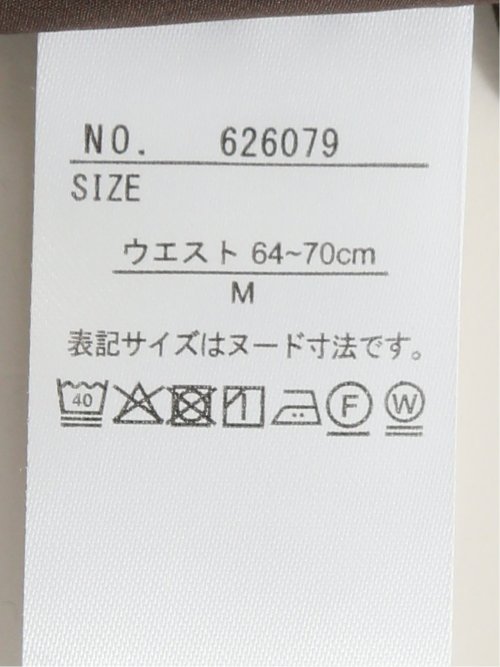 NO. 626079
SIZE
ウエスト 64~70cm
M
表記サイズはヌード寸法です。
40 F W